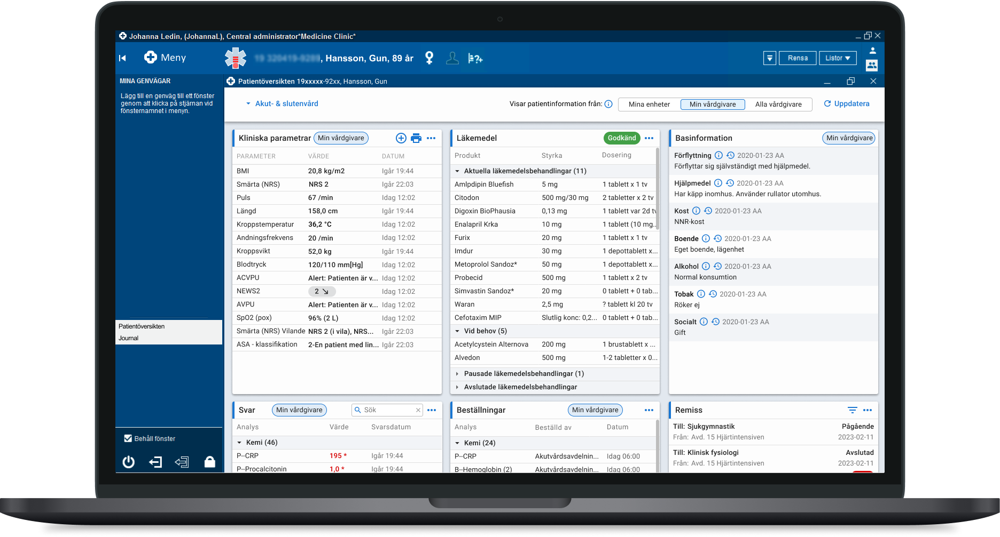 Johanna Ledin, (JohannaL), Central administrator*Medicine Clinic*
Meny
, Hansson, Gun, 89 år
Rensa
Listor
MINA GENVÄGAR
Lägg till en genväg till ett fönster
genom att klicka på stjärnan vid
fönsternamnet i menyn.
Patientöversikten
Journal
Behåll fönster
Patientöversikten 19xxxxx-92xx, Hansson, Gun
Akut- & slutenvård
Visar patientinformation från: Mina enheter Min vårdgivare Alla vårdgivare Uppdatera
Kliniska parametrar Min vårdgivare
PARAMETER VÄRDE DATUM
BMI 20,8 kg/m2 Igår 19:44
Smärta (NRS) NRS 2 Igår 22:03
Puls 67 /min Idag 12:02
Längd 158,0 cm Igår 19:44
Kroppstemperatur 36,2 °C Idag 12:02
Andningsfrekvens 20 /min Idag 12:02
Kroppsvikt 52,0 kg Igår 19:44
Blodtryck 120/110 mm[Hg] Idag 12:02
ACVPU Alert: Patienten är v... Idag 12:02
NEWS2 2 ↘ Idag 12:02
AVPU Alert: Patienten är v... Idag 12:02
SpO2 (pox) 96% (2 L) Idag 12:02
Smärta (NRS) Vilande NRS 2 (i vila), NRS... Igår 22:03
ASA - klassifikation 2-En patient med lin... Igår 22:03
Läkemedel Godkänd
Produkt Styrka Dosering
Aktuella läkemedelsbehandlingar (11)
Amlpdipin Bluefish 5 mg 1 tablett x 1 tv
Citodon 500 mg/30 mg 2 tabletter x 2 tv
Digoxin BioPhausia 0,13 mg 1 tablett var 2d tv
Enalapril Krka 10 mg 1 tablett (10 mg...
Furix 20 mg 1 tablett x 1 tv
Imdur 30 mg 1 depottablett x...
Metoprolol Sandoz* 50 mg 1 depottablett x...
Probecid 500 mg 1 tablett x 2 tv
Simvastin Sandoz* 20 mg 0 tablett + 0 tab...
Waran 2,5 mg ? tablett kl 20 tv
Cefotaxim MIP Slutlig konc: 0,2... 0 tablett + 0 tab...
Vid behov (5)
Acetylcystein Alternova 200 mg 1 brustablett x ...
Alvedon 500 mg 1-2 tabletter x 0...
Pausade läkemedelsbehandlingar (1)
Avslutade läkemedelsbehandlingar
Basinformation Min vårdgivare
Förflyttning 2020-01-23 AA
Förflyttar sig självständigt med hjälpmedel.
Hjälpmedel 2020-01-23 AA
Har käpp inomhus. Använder rullator utomhus.
Kost 2020-01-23 AA
NNR-kost
Boende 2020-01-23 AA
Eget boende, lägenhet
Alkohol 2020-01-23 AA
Normal konsumtion
Tobak 2020-01-23 AA
Röker ej
Socialt 2020-01-23 AA
Gift
Svar Min vårdgivare Sök
Analys Värde Svarsdatum
Kemi (46)
P--CRP 195 * Igår 19:44
P--Procalcitonin 1,0 * Igår 19:44
Beställningar Min vårdgivare
Analys Beställd av Datum
Kemi (24)
P--CRP Akutvårdsavdelnin... Idag 06:00
B--Hemoglobin (2) Akutvårdsavdelnin... Idag 06:00
Remiss
Till: Sjukgymnastik Pågående
Från: Avd. 15 Hjärtintensiven 2023-02-11
Till: Klinisk fysiologi Avslutad
Från: Avd. 15 Hjärtintensiven 2023-02-11